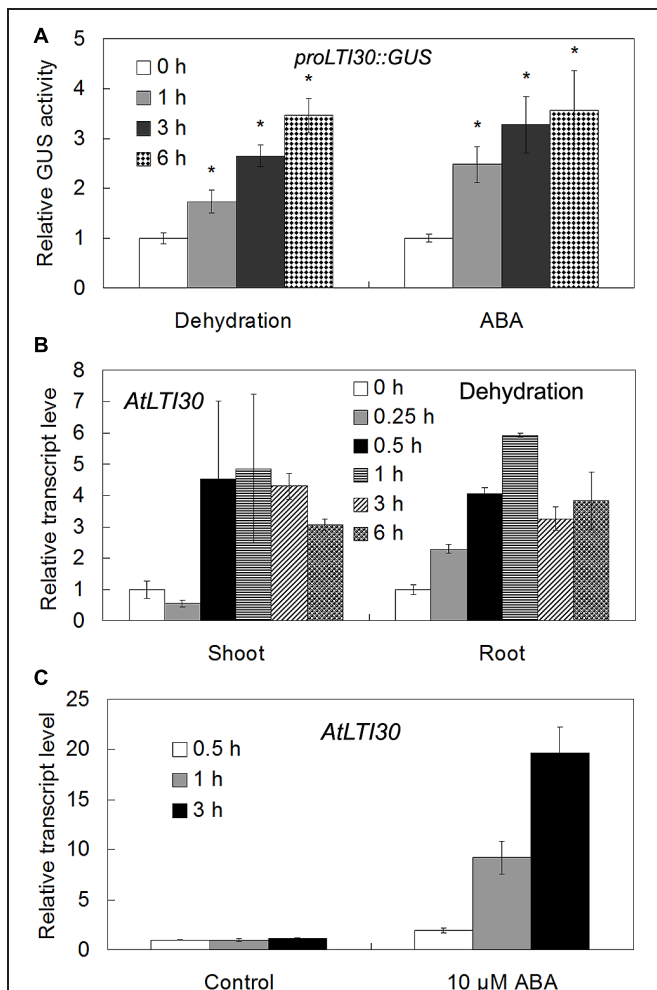 A
Relative GUS activity
5
4
3
2
1
0
proLTI30::GUS
0 h
1 h
3 h
6 h
* * *
* * *
Dehydration ABA
B
Relative transcript leve
8
7
6
5
4
3
2
1
0
AtLTI30
Dehydration
0 h
0.25 h
0.5 h
1 h
3 h
6 h
Shoot Root
C
Relative transcript level
25
20
15
10
5
0
AtLTI30
0.5 h
1 h
3 h
Control 10 µM ABA